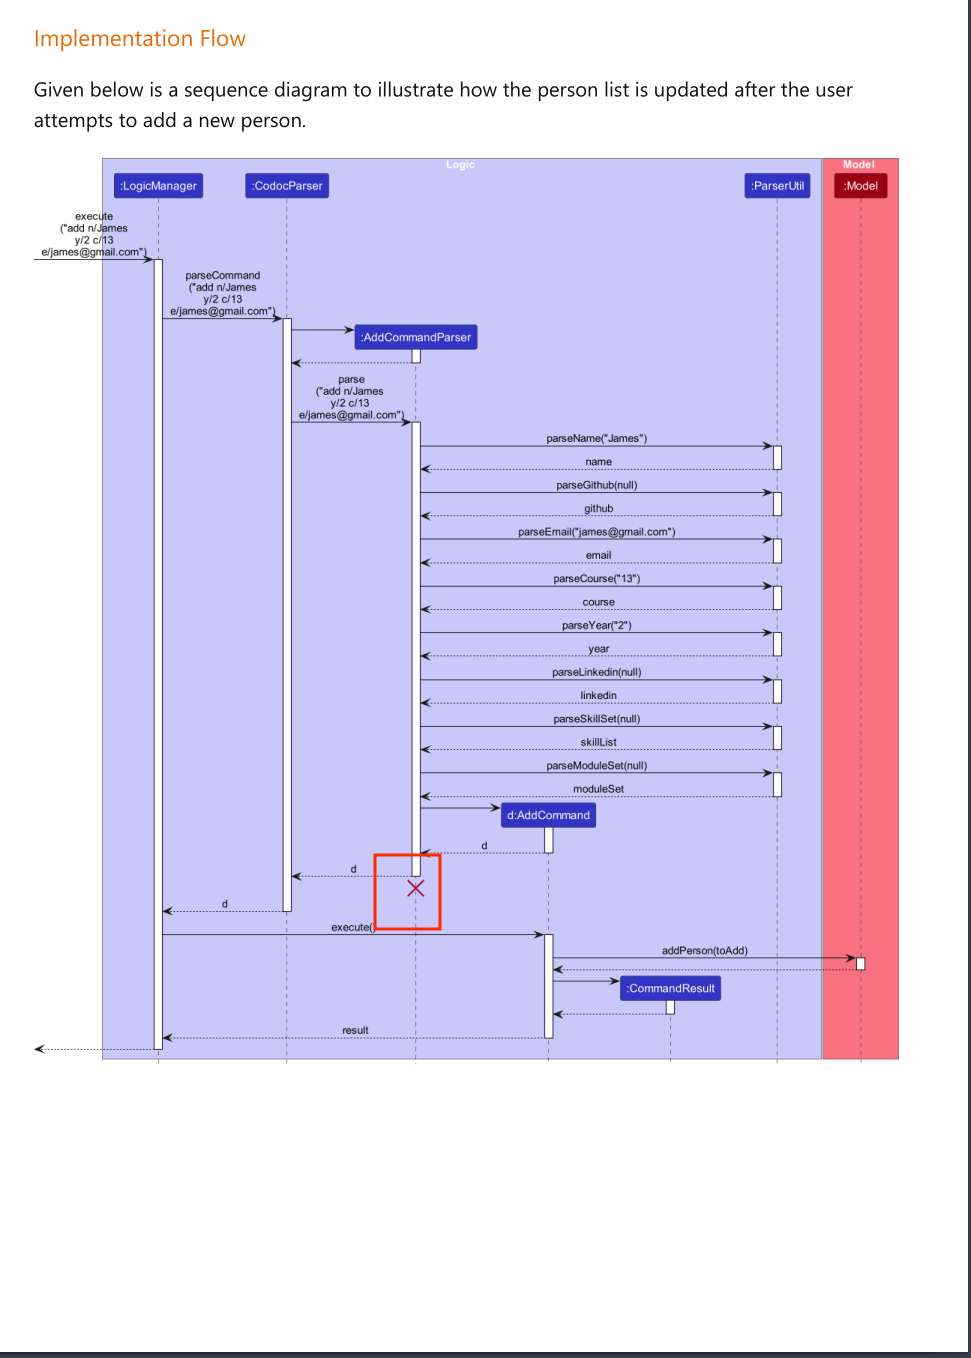 Implementation Flow
Given below is a sequence diagram to illustrate how the person list is updated after the user
attempts to add a new person.
Logic
Model
:LogicManager
:CodocParser
:ParserUtil
:Model
execute
("add n/James
y/2 c/13
e/james@gmail.com")
parseCommand
("add n/James
y/2 c/13
e/james@gmail.com")
:AddCommandParser
parse
("add n/James
y/2 c/13
e/james@gmail.com")
parseName("James")
name
parseGithub(null)
github
parseEmail("james@gmail.com")
email
parseCourse("13")
course
parseYear("2")
year
parseLinkedin(null)
linkedin
parseSkillSet(null)
skillList
parseModuleSet(null)
moduleSet
d:AddCommand
d
d
d
execute()
addPerson(toAdd)
:CommandResult
result